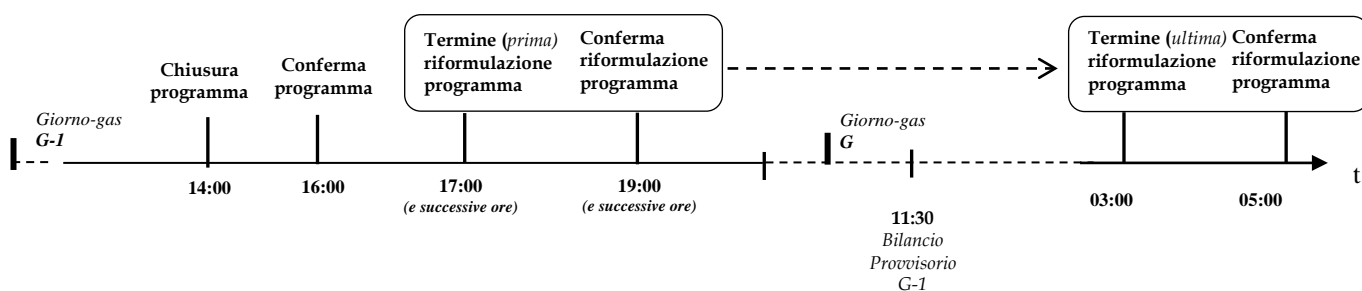 Termine (prima)
riformulazione
programma
Conferma
riformulazione
programma
Termine (ultima)
riformulazione
programma
Conferma
riformulazione
programma
Chiusura
programma
Conferma
programma
Giorno-gas
G-1
Giorno-gas
G
14:00
16:00
17:00
(e successive ore)
19:00
(e successive ore)
11:30
Bilancio
Provvisorio
G-1
03:00
05:00
t